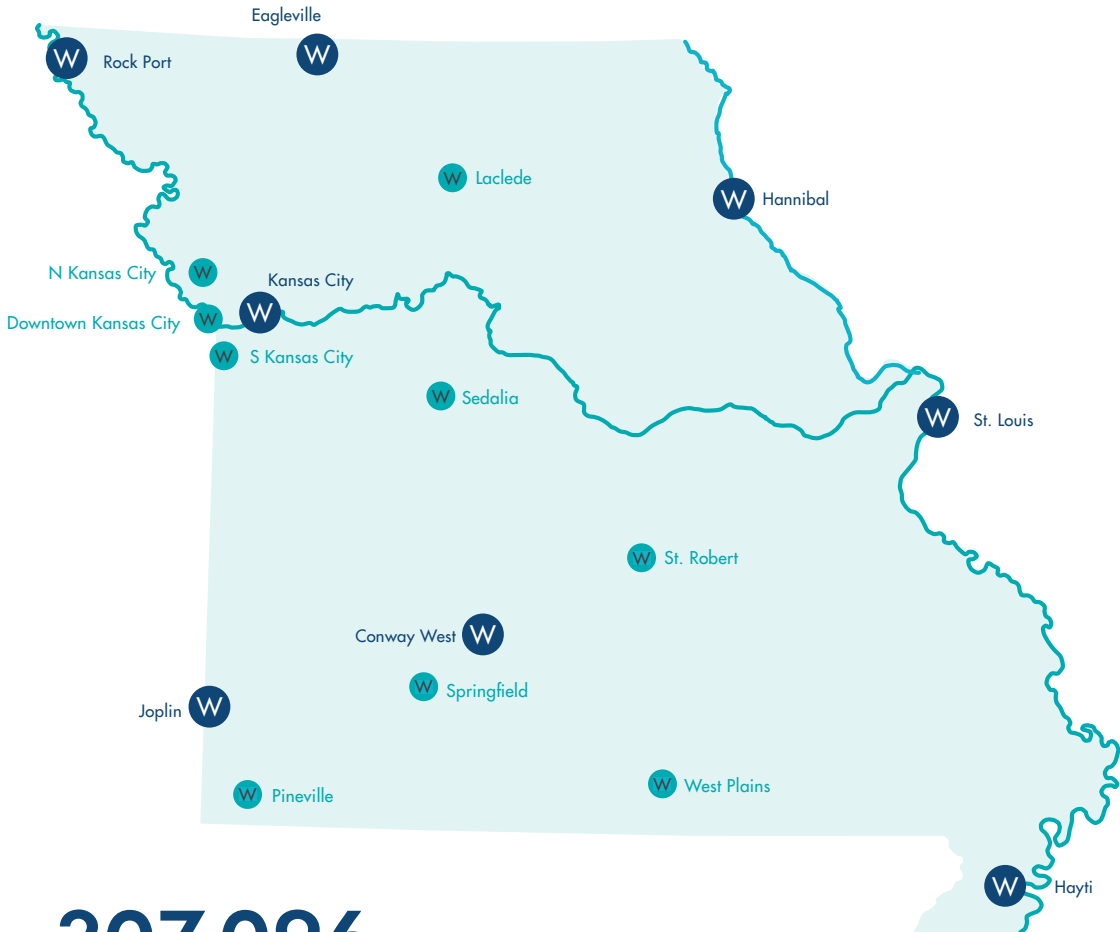 Eagleville
W
W
Rock Port
W
Laclede
W
Hannibal
W
N Kansas City
Kansas City
W
W
Downtown Kansas City
W
S Kansas City
W
Sedalia
W
St. Louis
W
St. Robert
Conway West
W
W
Springfield
Joplin
W
W
West Plains
W
Pineville
W
Hayti